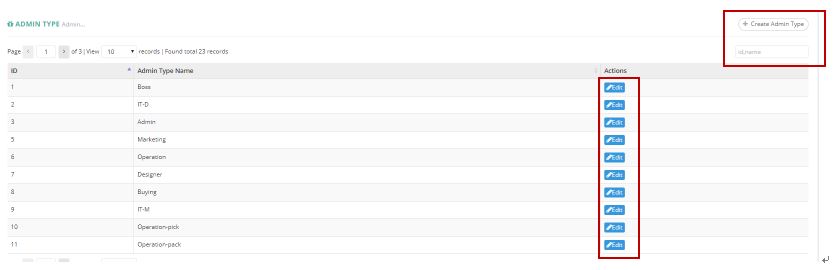 ADMIN TYPE Admin...
+ Create Admin Type
Page < 1 > of 3 | View 10 records | Found total 23 records
id,name
ID Admin Type Name Actions
1 Boss Edit
2 IT-D Edit
3 Admin Edit
5 Marketing Edit
6 Operation Edit
7 Designer Edit
8 Buying Edit
9 IT-M Edit
10 Operation-pick Edit
11 Operation-pack Edit